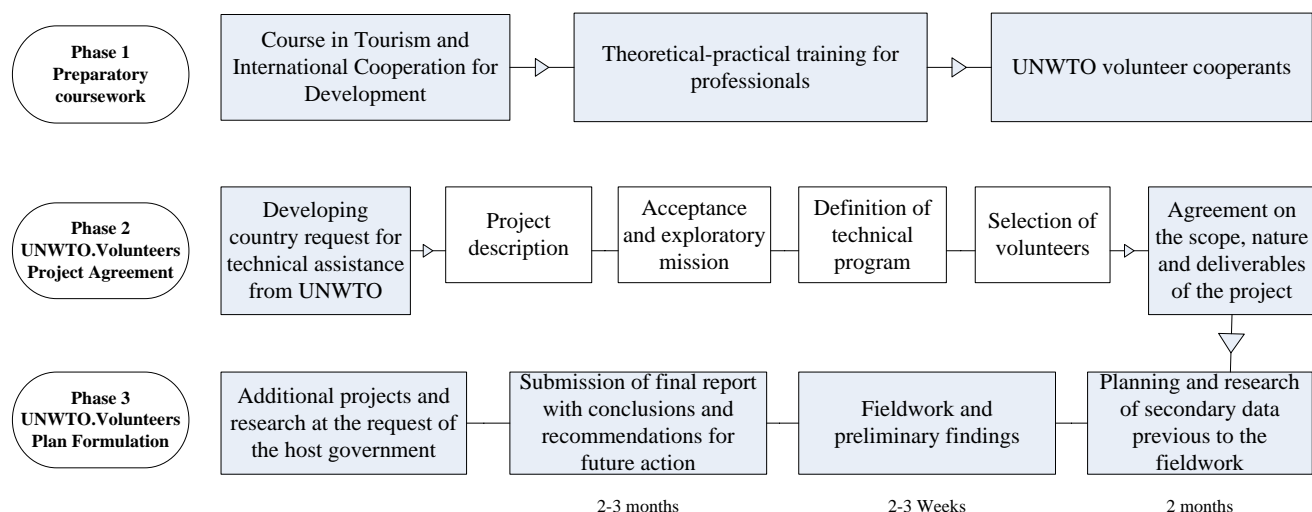 Phase 1
Preparatory
coursework
Course in Tourism and
International Cooperation for
Development
Theoretical-practical training for
professionals
UNWTO volunteer cooperants
Phase 2
UNWTO.Volunteers
Project Agreement
Developing
country request for
technical assistance
from UNWTO
Project
description
Acceptance
and exploratory
mission
Definition of
technical
program
Selection of
volunteers
Agreement on
the scope, nature
and deliverables
of the project
Phase 3
UNWTO.Volunteers
Plan Formulation
Additional projects and
research at the request of
the host government
Submission of final report
with conclusions and
recommendations for
future action
Fieldwork and
preliminary findings
Planning and research
of secondary data
previous to the
fieldwork
2-3 months
2-3 Weeks
2 months